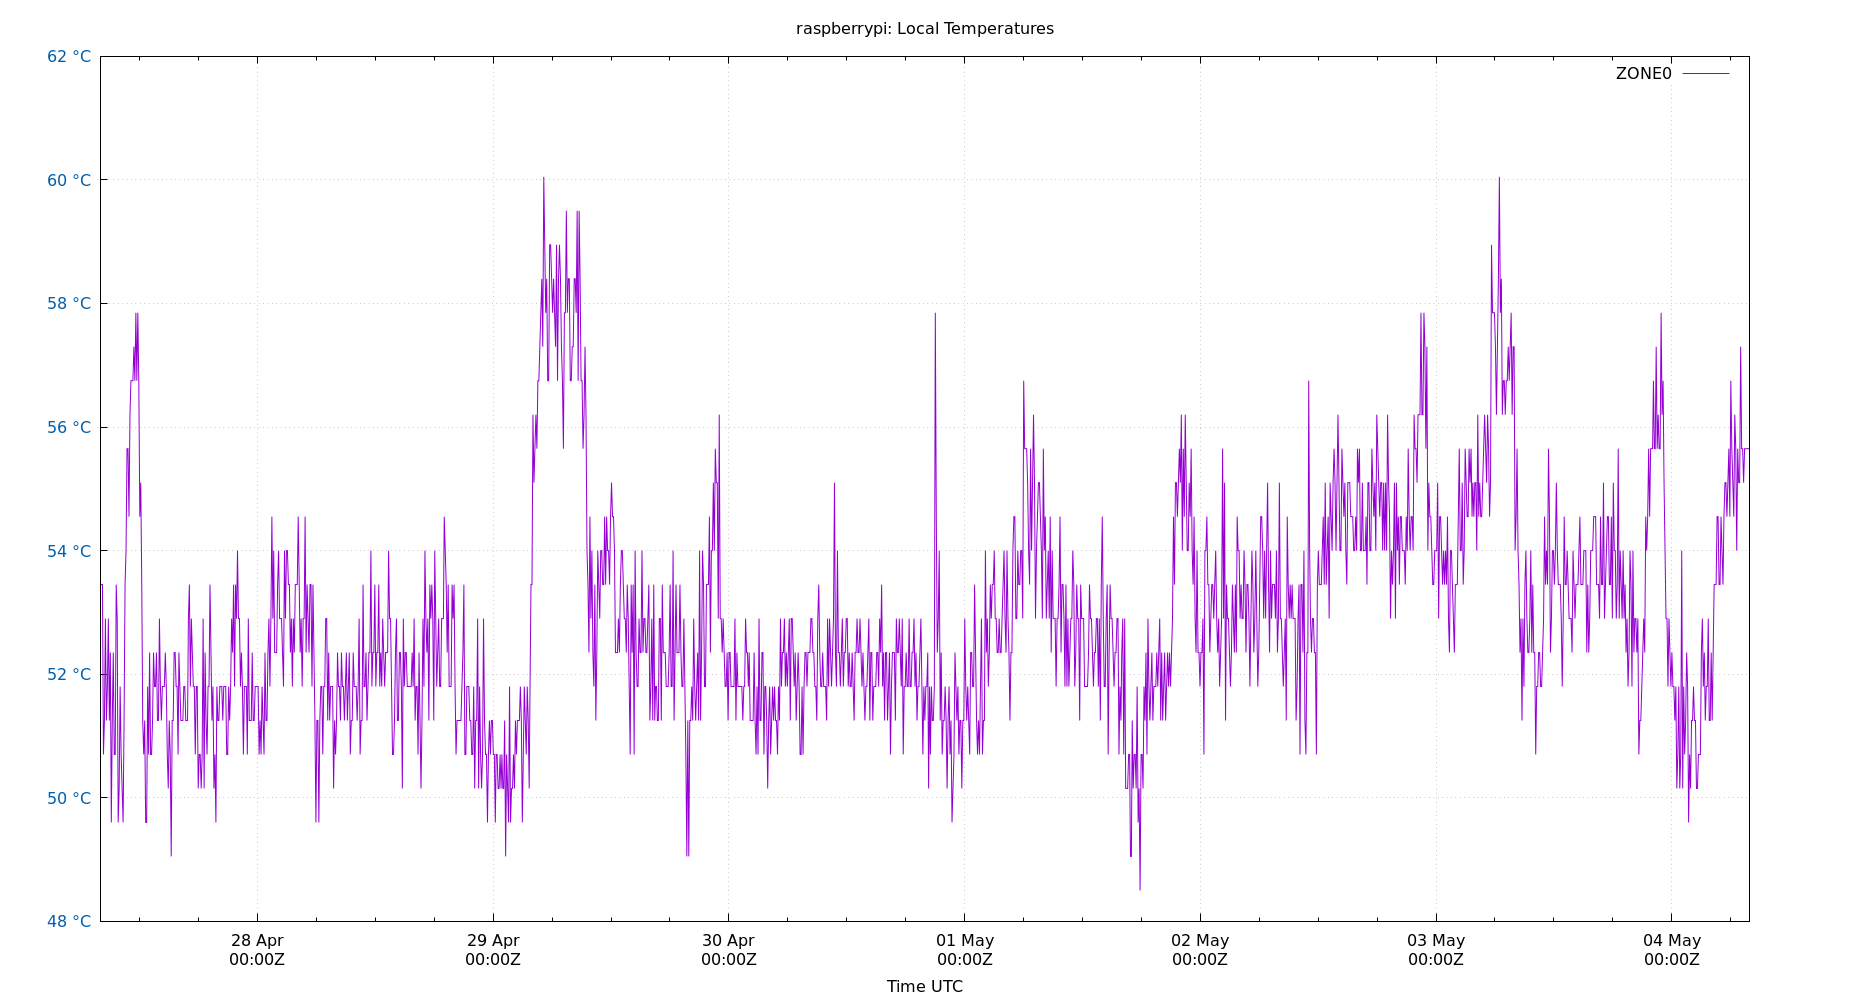 raspberrypi: Local Temperatures
62 °C
ZONE0
60 °C
58 °C
56 °C
54 °C
52 °C
50 °C
48 °C
28 Apr 29 Apr 30 Apr 01 May 02 May 03 May 04 May
00:00Z 00:00Z 00:00Z 00:00Z 00:00Z 00:00Z 00:00Z
Time UTC